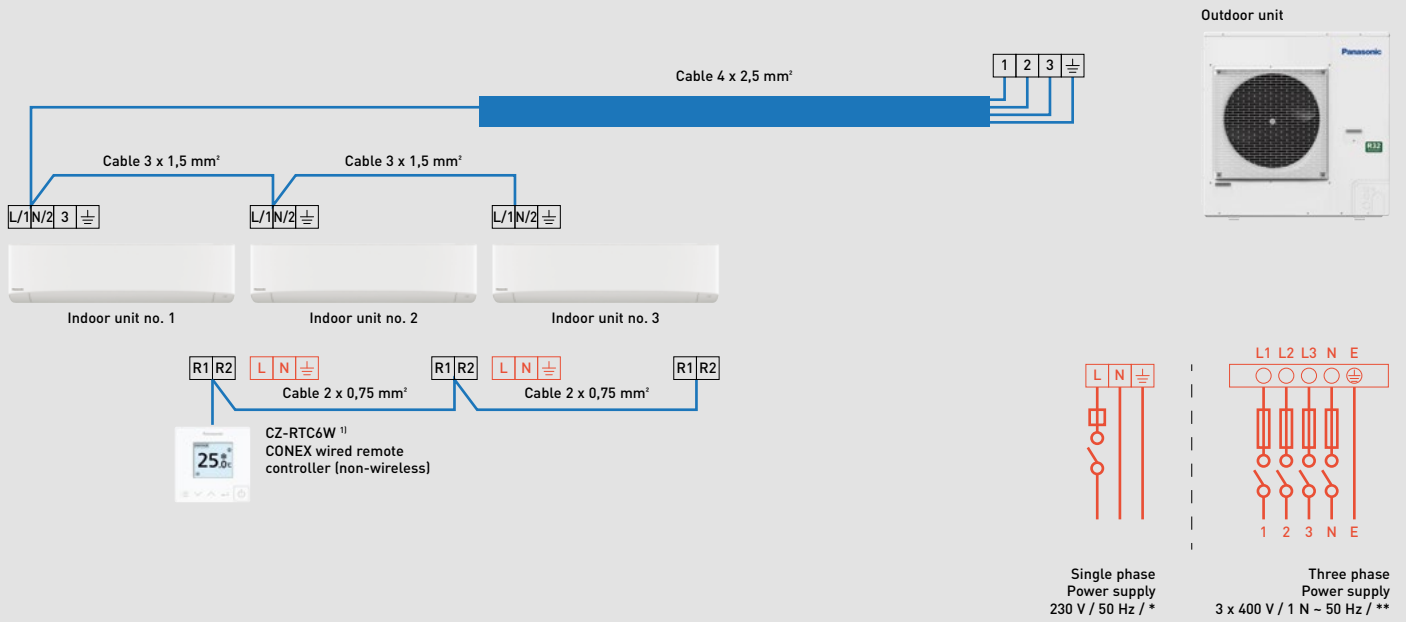 Outdoor unit
Panasonic
R32
Cable 4 x 2,5 mm²
1 2 3
Cable 3 x 1,5 mm²
Cable 3 x 1,5 mm²
L/1 N/2 3
L/1 N/2
L/1 N/2
Indoor unit no. 1
Indoor unit no. 2
Indoor unit no. 3
R1 R2
L N
R1 R2
L N
R1 R2
Cable 2 x 0,75 mm²
Cable 2 x 0,75 mm²
Panasonic
25.0c
CZ-RTC6W 1)
CONEX wired remote
controller (non-wireless)
L N
L1 L2 L3 N E
1 2 3 N E
Single phase
Power supply
230 V / 50 Hz / *
Three phase
Power supply
3 x 400 V / 1 N ~ 50 Hz / **